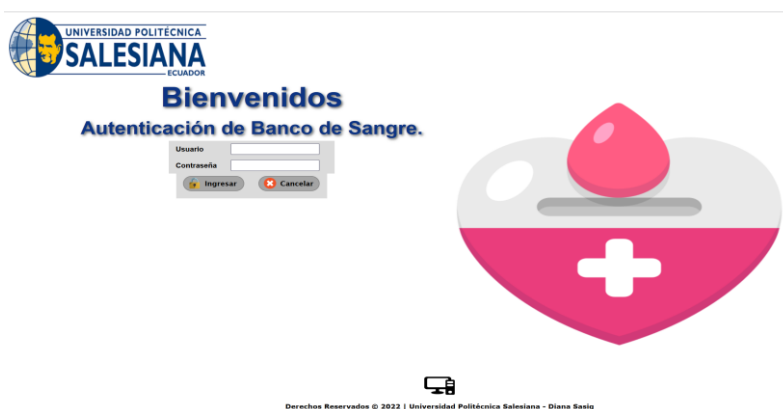 UNIVERSIDAD POLITÉCNICA
SALESIANA
ECUADOR
Bienvenidos
Autenticación de Banco de Sangre.
Usuario
Contraseña
Ingresar
Cancelar
Derechos Reservados © 2022 | Universidad Politécnica Salesiana - Diana Sasig